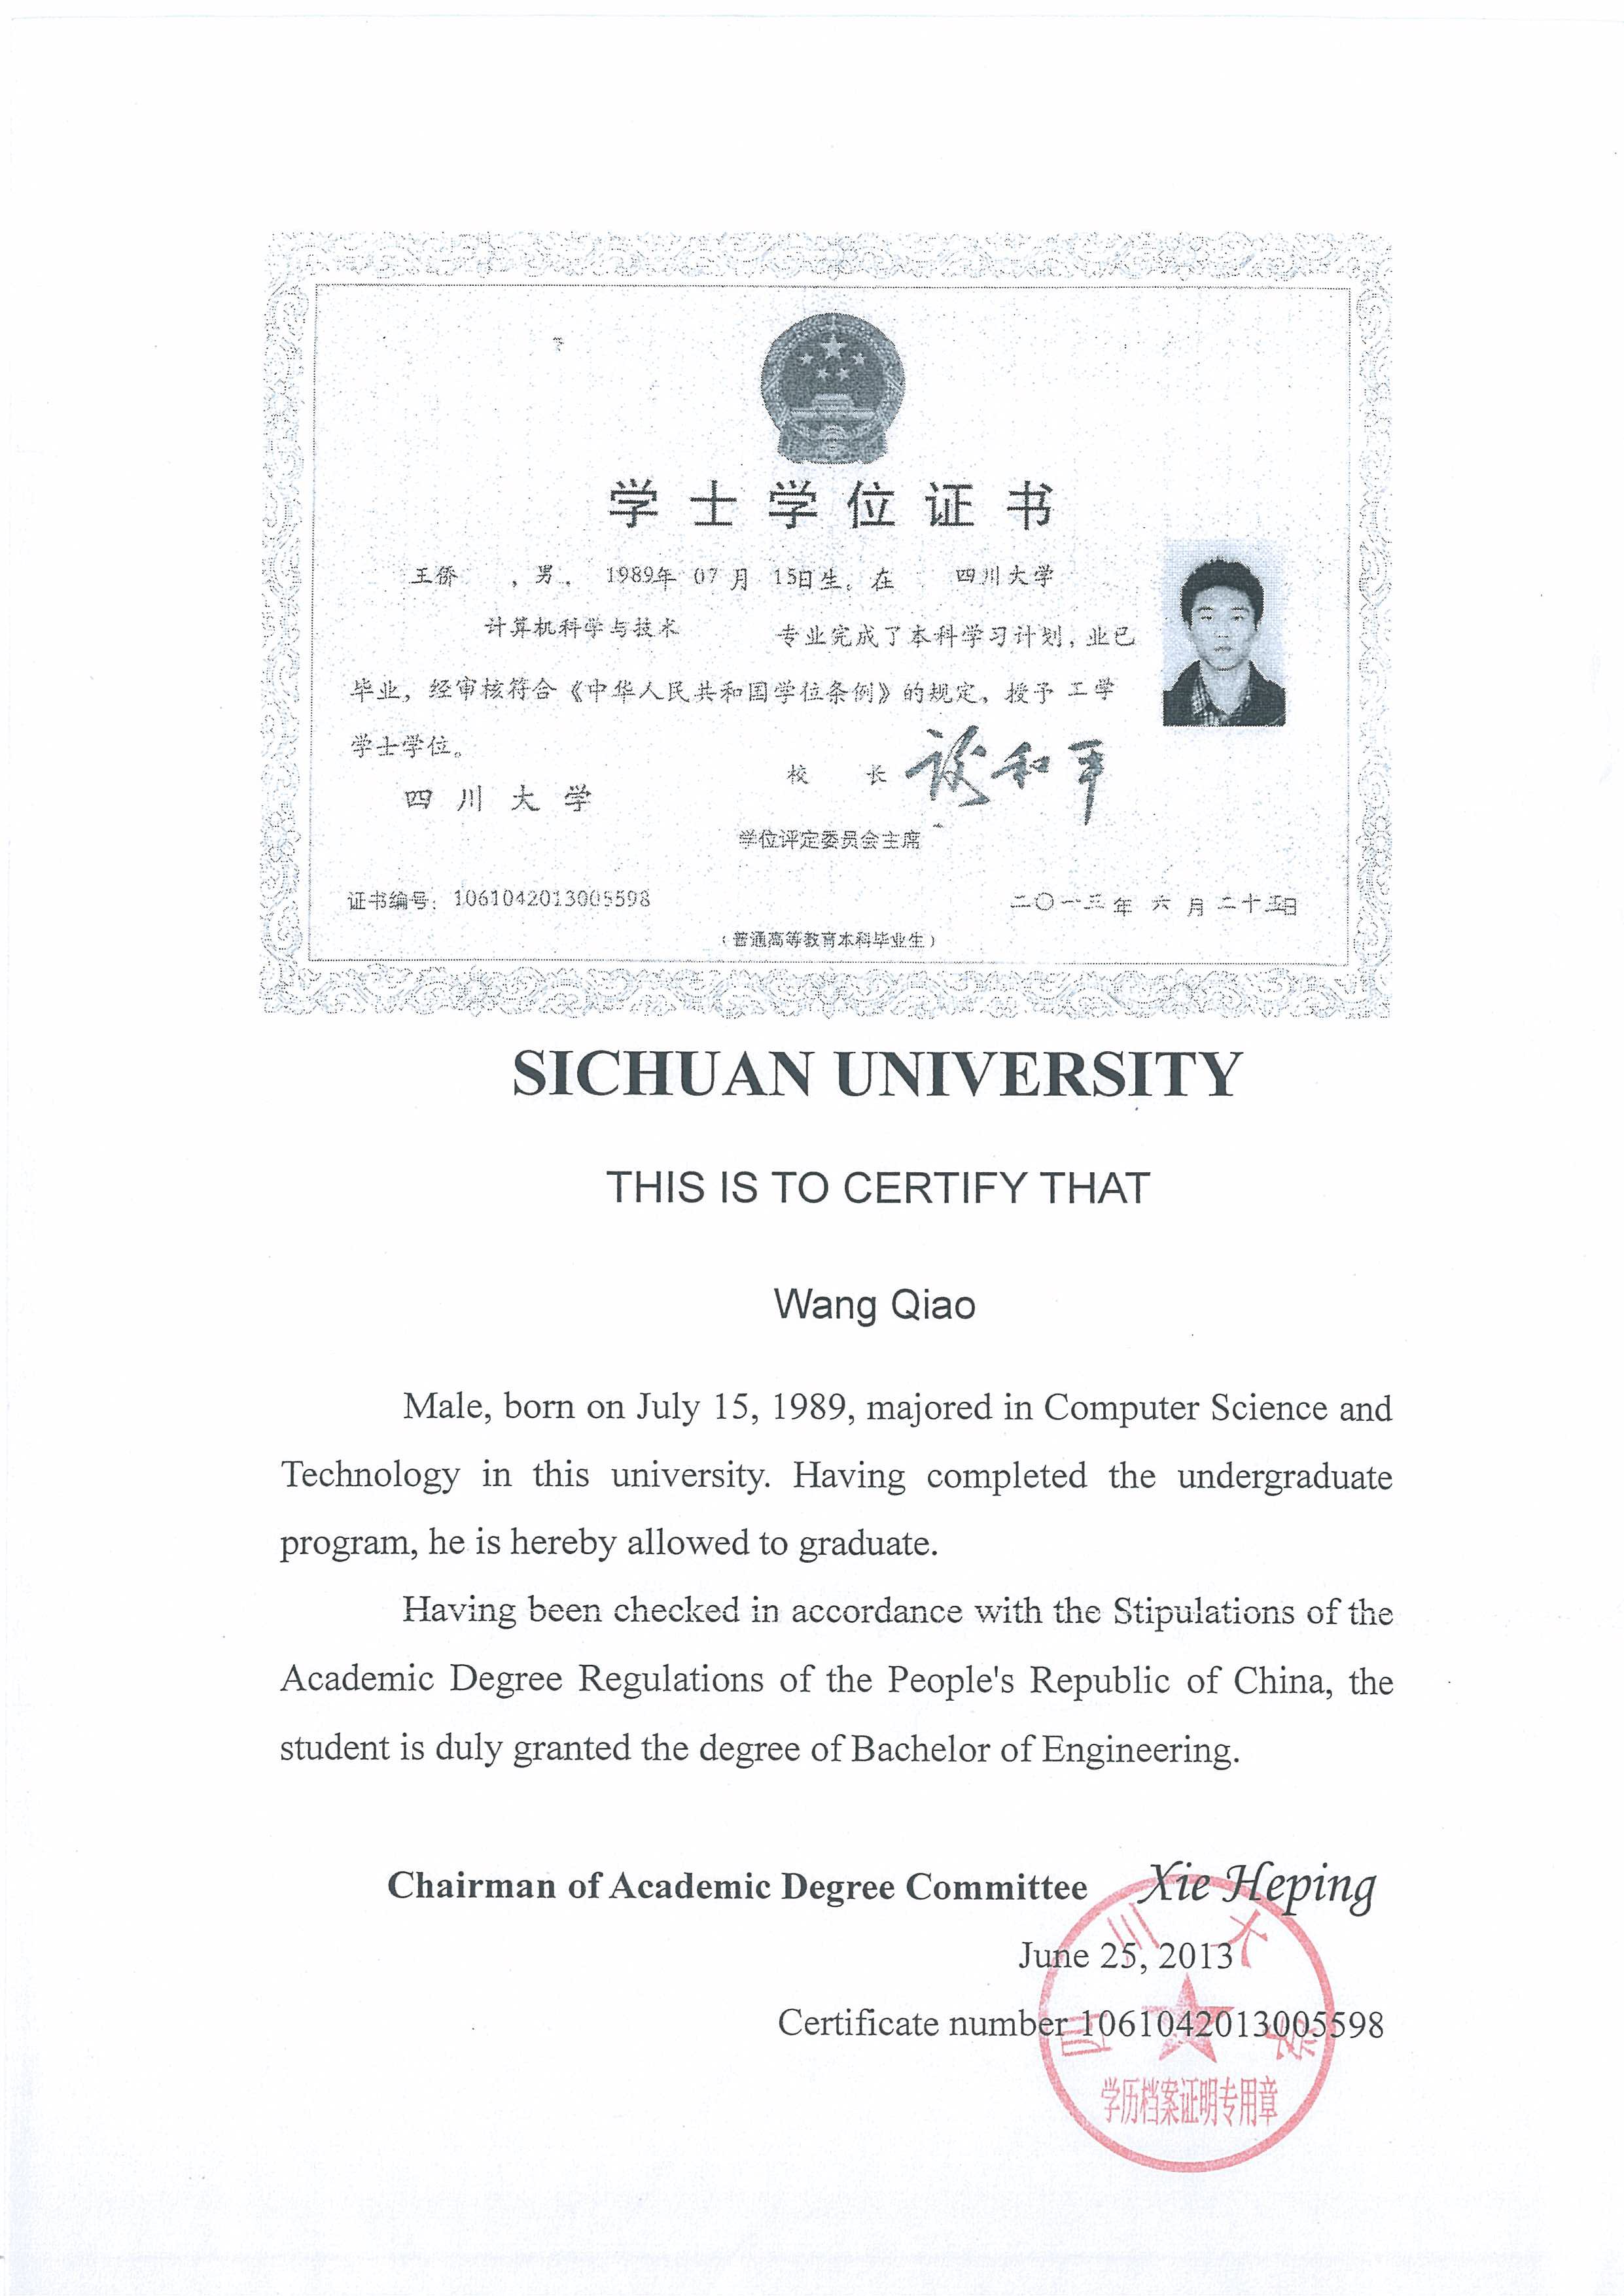 学士学位证书
王侨 ，男， 1989年 07 月 15日生。在 四川大学
计算机科学与技术 专业完成了本科学习计划，业已
毕业，经审核符合《中华人民共和国学位条例》的规定，授予 工学
学士学位。
四川大学
校 长 谢和平
学位评定委员会主席
证书编号：1061042013005598
二〇一三年 六 月 二十五日
（普通高等教育本科毕业生）
SICHUAN UNIVERSITY
THIS IS TO CERTIFY THAT
Wang Qiao
Male, born on July 15, 1989, majored in Computer Science and
Technology in this university. Having completed the undergraduate
program, he is hereby allowed to graduate.
Having been checked in accordance with the Stipulations of the
Academic Degree Regulations of the People's Republic of China, the
student is duly granted the degree of Bachelor of Engineering.
Chairman of Academic Degree Committee Xie Heping
June 25, 2013
Certificate number 1061042013005598
四川大学
学历档案证明专用章